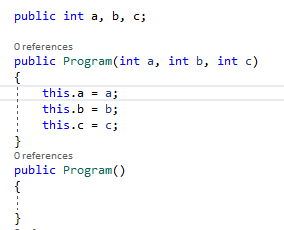 public int a, b, c;
0 references
public Program(int a, int b, int c)
{
this.a = a;
this.b = b;
this.c = c;
}
0 references
public Program()
{
}